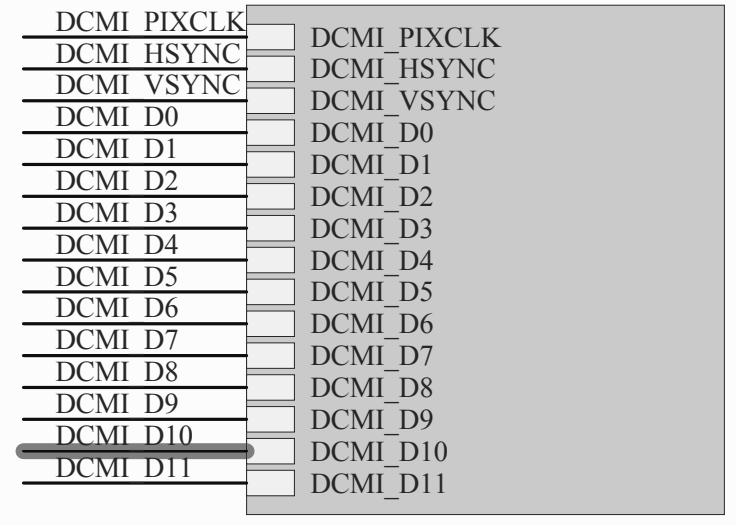 DCMI_PIXCLK
DCMI_HSYNC
DCMI_VSYNC
DCMI_D0
DCMI_D1
DCMI_D2
DCMI_D3
DCMI_D4
DCMI_D5
DCMI_D6
DCMI_D7
DCMI_D8
DCMI_D9
DCMI_D10
DCMI_D11
DCMI_PIXCLK
DCMI_HSYNC
DCMI_VSYNC
DCMI_D0
DCMI_D1
DCMI_D2
DCMI_D3
DCMI_D4
DCMI_D5
DCMI_D6
DCMI_D7
DCMI_D8
DCMI_D9
DCMI_D10
DCMI_D11